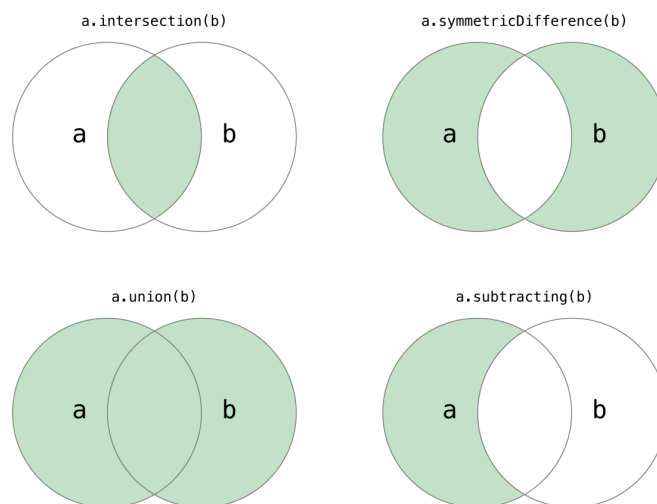 a.intersection(b)
a.symmetricDifference(b)
a b
a b
a.union(b)
a.subtracting(b)
a b
a b